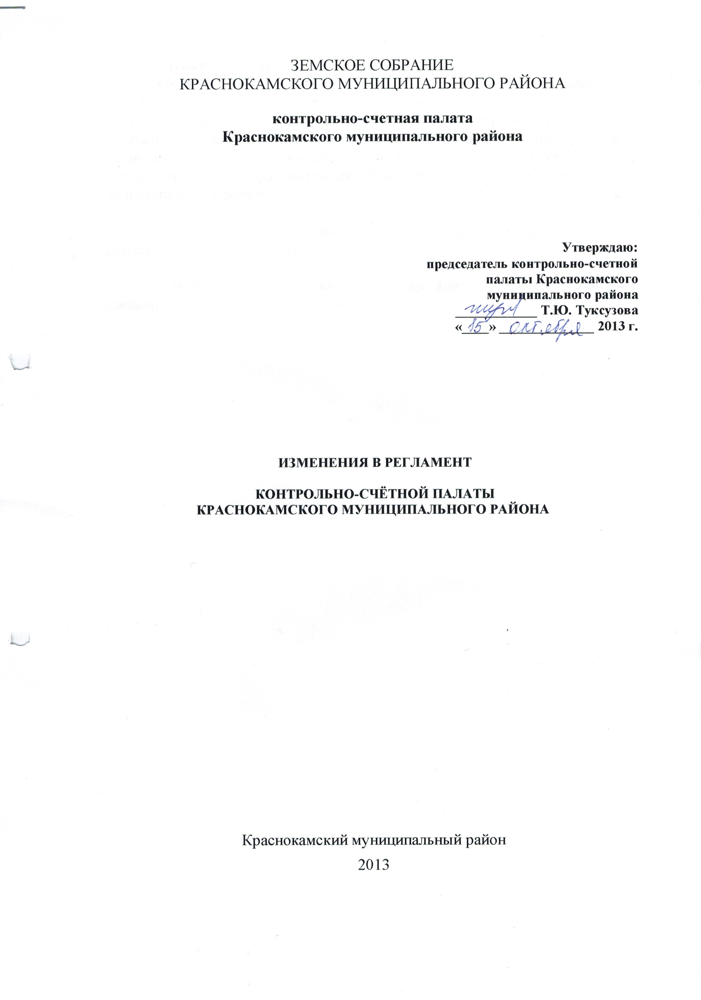 ЗЕМСКОЕ СОБРАНИЕ
КРАСНОКАМСКОГО МУНИЦИПАЛЬНОГО РАЙОНА
контрольно-счетная палата
Краснокамского муниципального района
Утверждаю:
председатель контрольно-счетной
палаты Краснокамского
муниципального района
Т.Ю. Туксузова
«15» октября 2013 г.
ИЗМЕНЕНИЯ В РЕГЛАМЕНТ
КОНТРОЛЬНО-СЧЁТНОЙ ПАЛАТЫ
КРАСНОКАМСКОГО МУНИЦИПАЛЬНОГО РАЙОНА
Краснокамский муниципальный район
2013